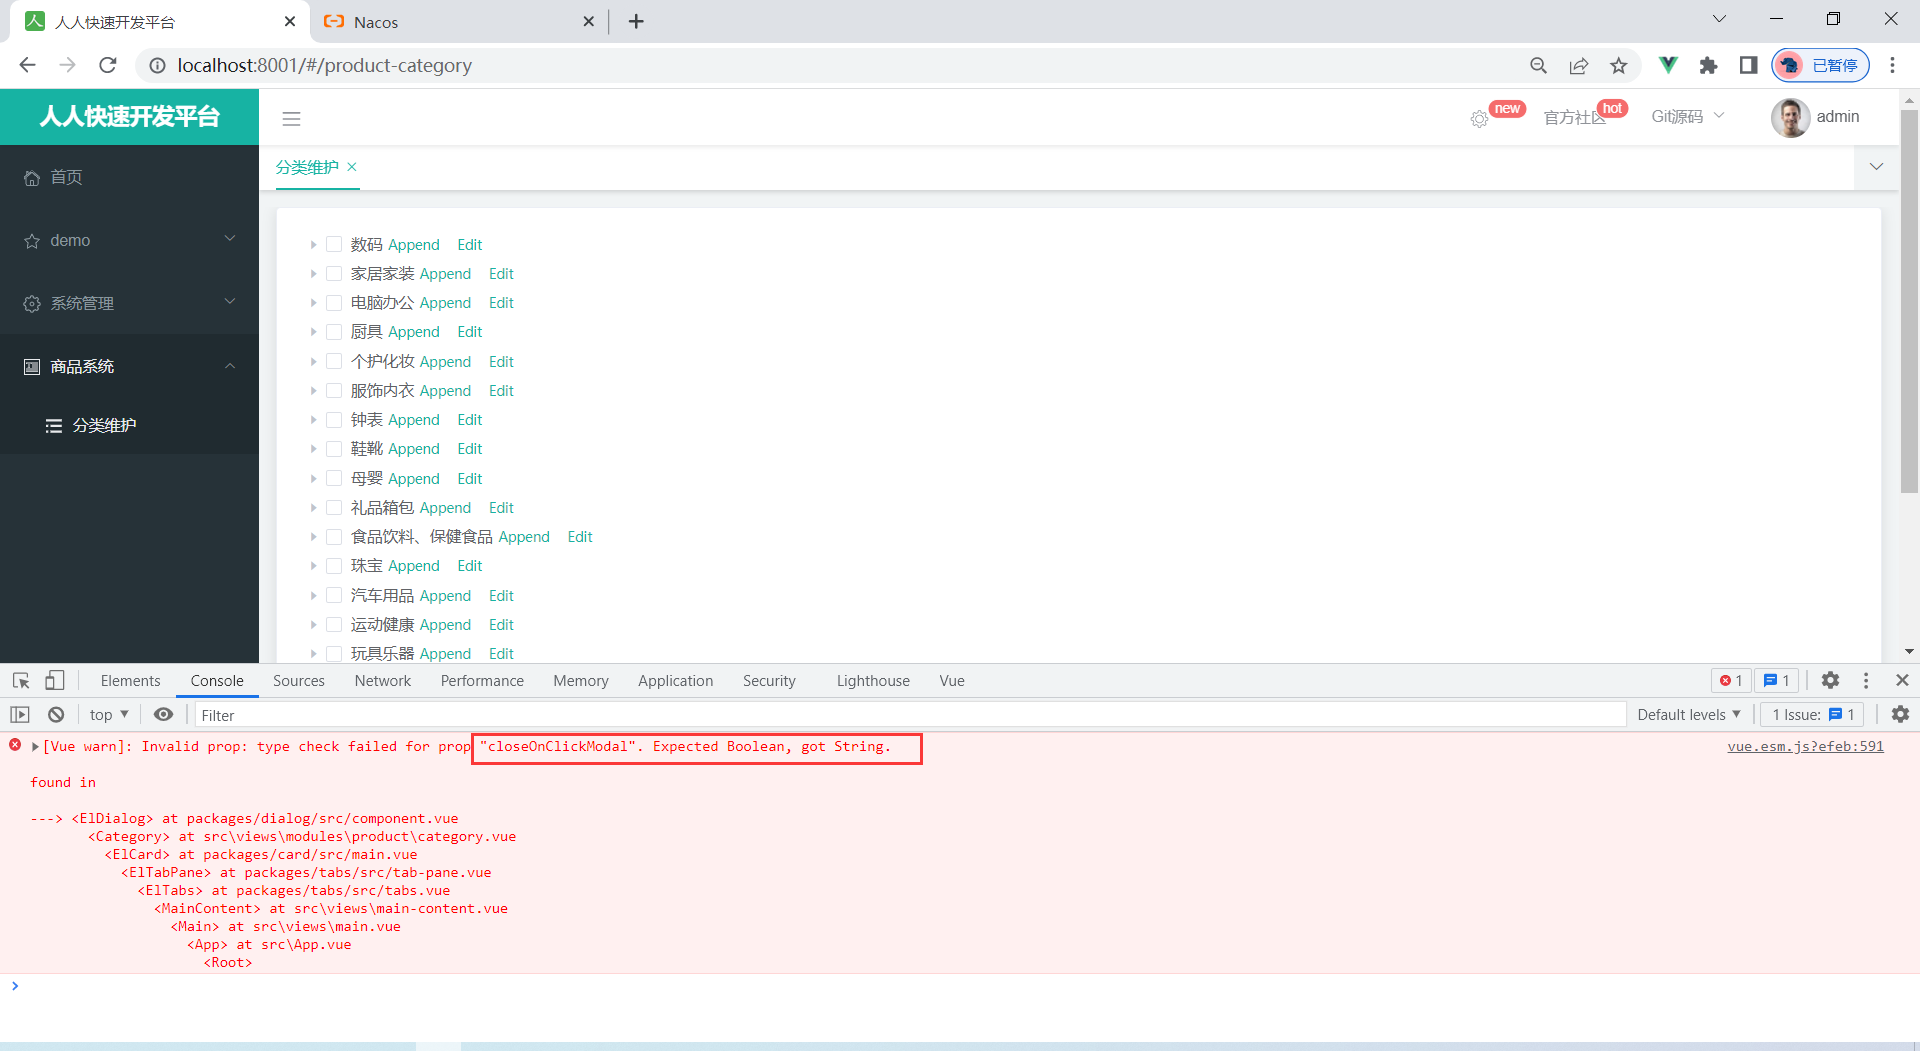 人人快速开发平台
Nacos
localhost:8001/#/product-category
已暂停
人人快速开发平台
new
官方社区
hot
Git源码
admin
首页
demo
系统管理
商品系统
分类维护
分类维护
数码 Append Edit
家居家装 Append Edit
电脑办公 Append Edit
厨具 Append Edit
个护化妆 Append Edit
服饰内衣 Append Edit
钟表 Append Edit
鞋靴 Append Edit
母婴 Append Edit
礼品箱包 Append Edit
食品饮料、保健食品 Append Edit
珠宝 Append Edit
汽车用品 Append Edit
运动健康 Append Edit
玩具乐器 Append Edit
Elements Console Sources Network Performance Memory Application Security Lighthouse Vue 1 1
top Filter Default levels 1 Issue: 1
[Vue warn]: Invalid prop: type check failed for prop "closeOnClickModal". Expected Boolean, got String. vue.esm.js?efeb:591
found in
---> <ElDialog> at packages/dialog/src/component.vue
<Category> at src\views\modules\product\category.vue
<ElCard> at packages/card/src/main.vue
<ElTabPane> at packages/tabs/src/tab-pane.vue
<ElTabs> at packages/tabs/src/tabs.vue
<MainContent> at src\views\main-content.vue
<Main> at src\views\main.vue
<App> at src\App.vue
<Root>